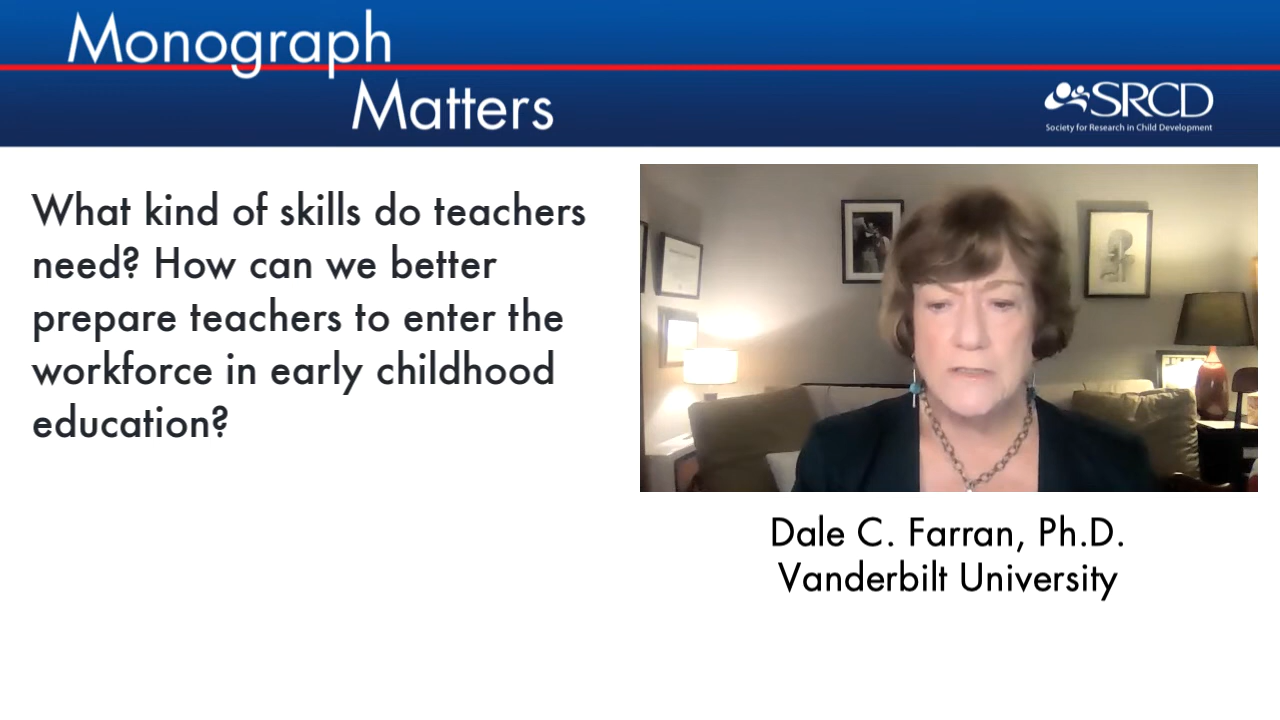 Monograph
Matters
SRCD
Society for Research in Child Development
What kind of skills do teachers
need? How can we better
prepare teachers to enter the
workforce in early childhood
education?
Dale C. Farran, Ph.D.
Vanderbilt University